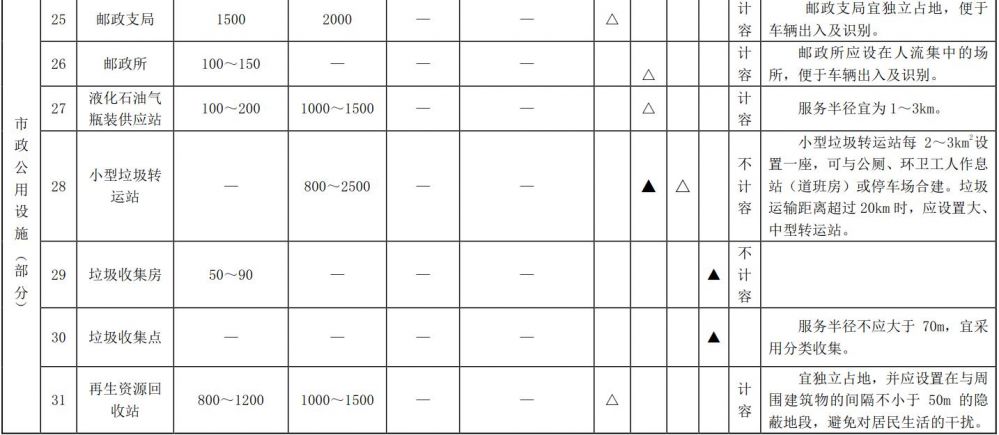 市政公用设施（部分）
25 邮政支局 1500 2000 — — △ 计容 邮政支局宜独立占地，便于
车辆出入及识别。
26 邮政所 100～150 — — — △ 计容 邮政所应设在人流集中的场
所，便于车辆出入及识别。
27 液化石油气
瓶装供应站 100～200 1000～1500 — — △ 计容 服务半径宜为1～3km。
28 小型垃圾转
运站 — 800～2500 — — ▲ △ 不计容 小型垃圾转运站每 2～3km²设
置一座，可与公厕、环卫工人作息
站（道班房）或停车场合建。垃圾
运输距离超过20km时，应设置大、
中型转运站。
29 垃圾收集房 50～90 — — — ▲ 不计容
30 垃圾收集点 — — — — ▲ 服务半径不应大于 70m，宜采
用分类收集。
31 再生资源回
收站 800～1200 1000～1500 — — △ 计容 宜独立占地，并应设置在与周
围建筑物的间隔不小于 50m 的隐
蔽地段，避免对居民生活的干扰。